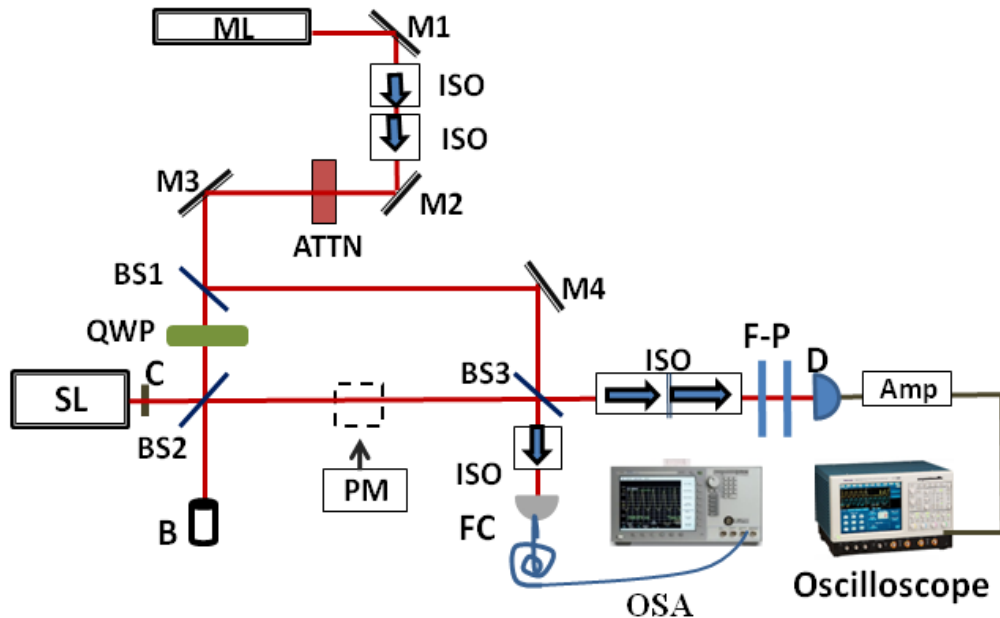 ML
M1
ISO
ISO
M3
M2
ATTN
BS1
M4
QWP
F-P
C
BS3
ISO
D
SL
Amp
BS2
ISO
PM
B
FC
Oscilloscope
OSA